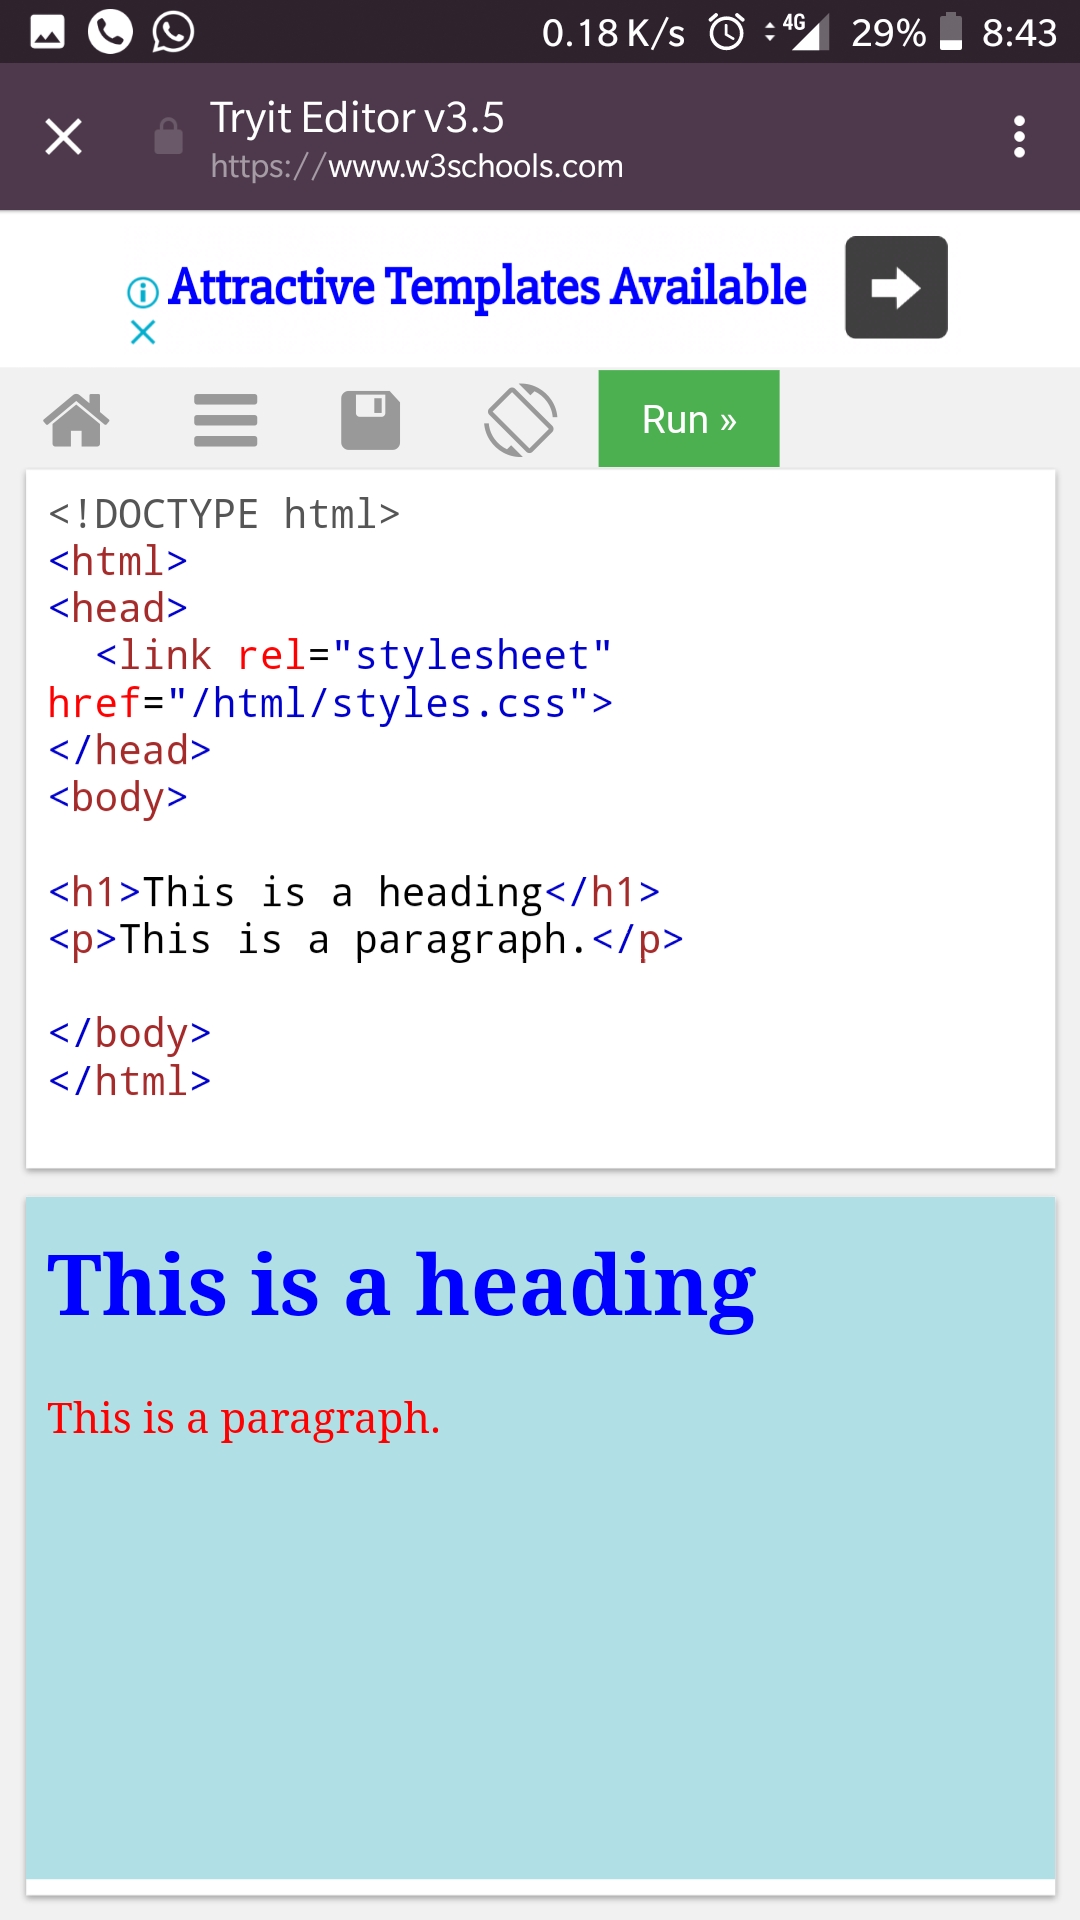 0.18 K/s 4G 29% 8:43
Tryit Editor v3.5
https://www.w3schools.com
Attractive Templates Available
Run »
<!DOCTYPE html>
<html>
<head>
  <link rel="stylesheet"
href="/html/styles.css">
</head>
<body>

<h1>This is a heading</h1>
<p>This is a paragraph.</p>

</body>
</html>
This is a heading
This is a paragraph.